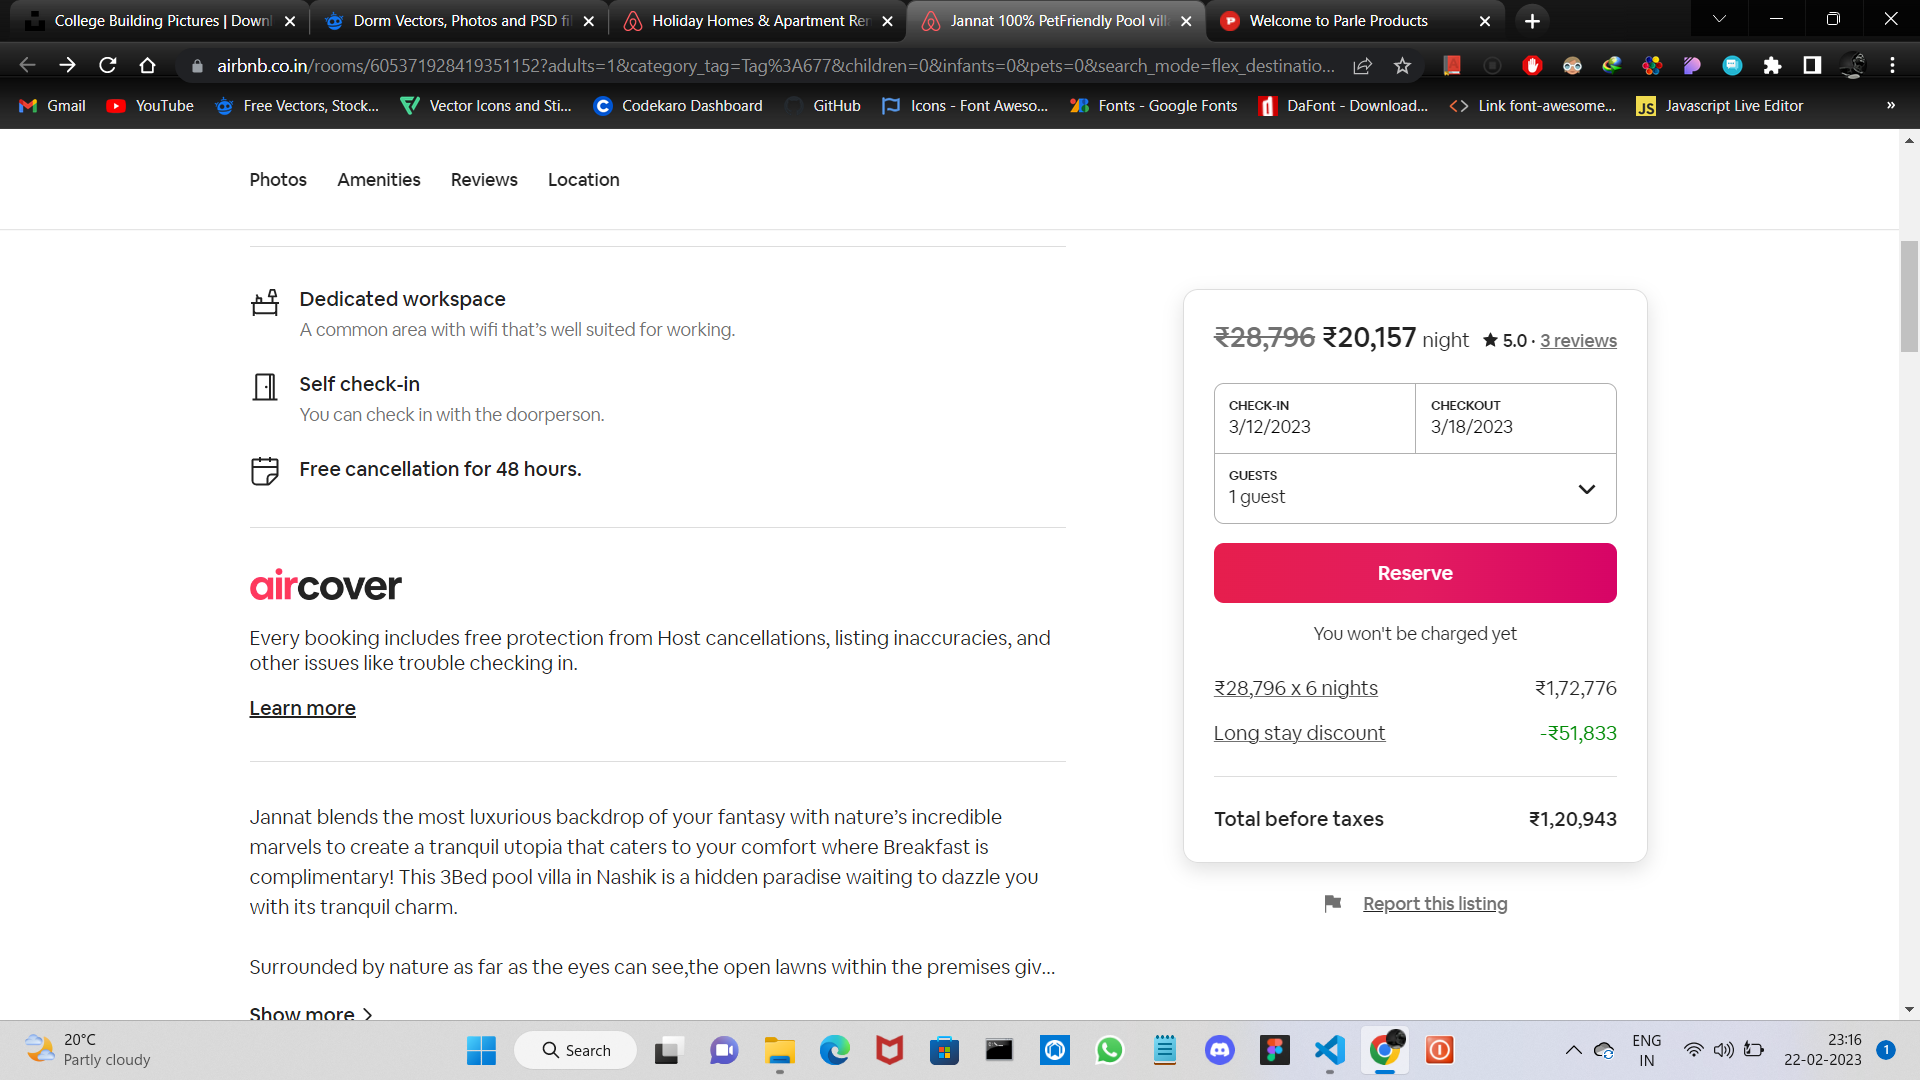 College Building Pictures | Downl
Dorm Vectors, Photos and PSD fil
Holiday Homes & Apartment Ren
Jannat 100% PetFriendly Pool vill
Welcome to Parle Products
airbnb.co.in/rooms/605371928419351152?adults=1&category_tag=Tag%3A677&children=0&infants=0&pets=0&search_mode=flex_destinatio...
Gmail
YouTube
Free Vectors, Stock...
Vector Icons and Sti...
Codekaro Dashboard
GitHub
Icons - Font Aweso...
Fonts - Google Fonts
DaFont - Download...
Link font-awesome...
JS
Javascript Live Editor
»
Photos
Amenities
Reviews
Location
Dedicated workspace
A common area with wifi that’s well suited for working.
Self check-in
You can check in with the doorperson.
Free cancellation for 48 hours.
aircover
Every booking includes free protection from Host cancellations, listing inaccuracies, and
other issues like trouble checking in.
Learn more
Jannat blends the most luxurious backdrop of your fantasy with nature’s incredible
marvels to create a tranquil utopia that caters to your comfort where Breakfast is
complimentary! This 3Bed pool villa in Nashik is a hidden paradise waiting to dazzle you
with its tranquil charm.
Surrounded by nature as far as the eyes can see,the open lawns within the premises giv...
Show more
₹28,796 ₹20,157 night
5.0 · 3 reviews
CHECK-IN
3/12/2023
CHECKOUT
3/18/2023
GUESTS
1 guest
Reserve
You won't be charged yet
₹28,796 x 6 nights
₹1,72,776
Long stay discount
-₹51,833
Total before taxes
₹1,20,943
Report this listing
20°C
Partly cloudy
Search
ENG
IN
23:16
22-02-2023
1